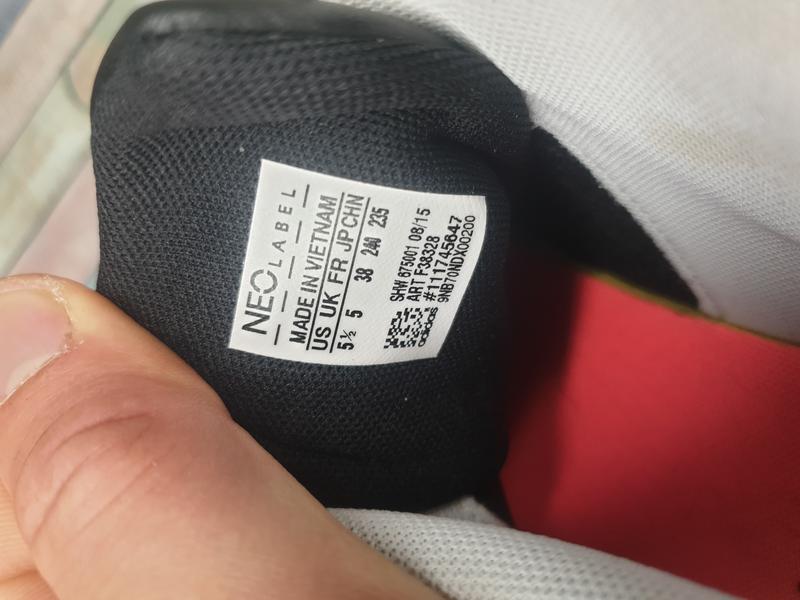 NEO LABEL
MADE IN VIETNAM
US UK FR JP CHN
5½ 5 38 240 235
SHW 675001 08/15
ART F38328
#111745647
9NB70NDX00200
adidas